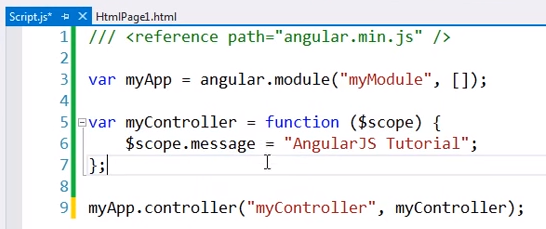 Script.js* HtmlPage1.html
1 /// <reference path="angular.min.js" />
2
3 var myApp = angular.module("myModule", []);
4
5 var myController = function ($scope) {
6 $scope.message = "AngularJS Tutorial";
7 };
8
9 myApp.controller("myController", myController);